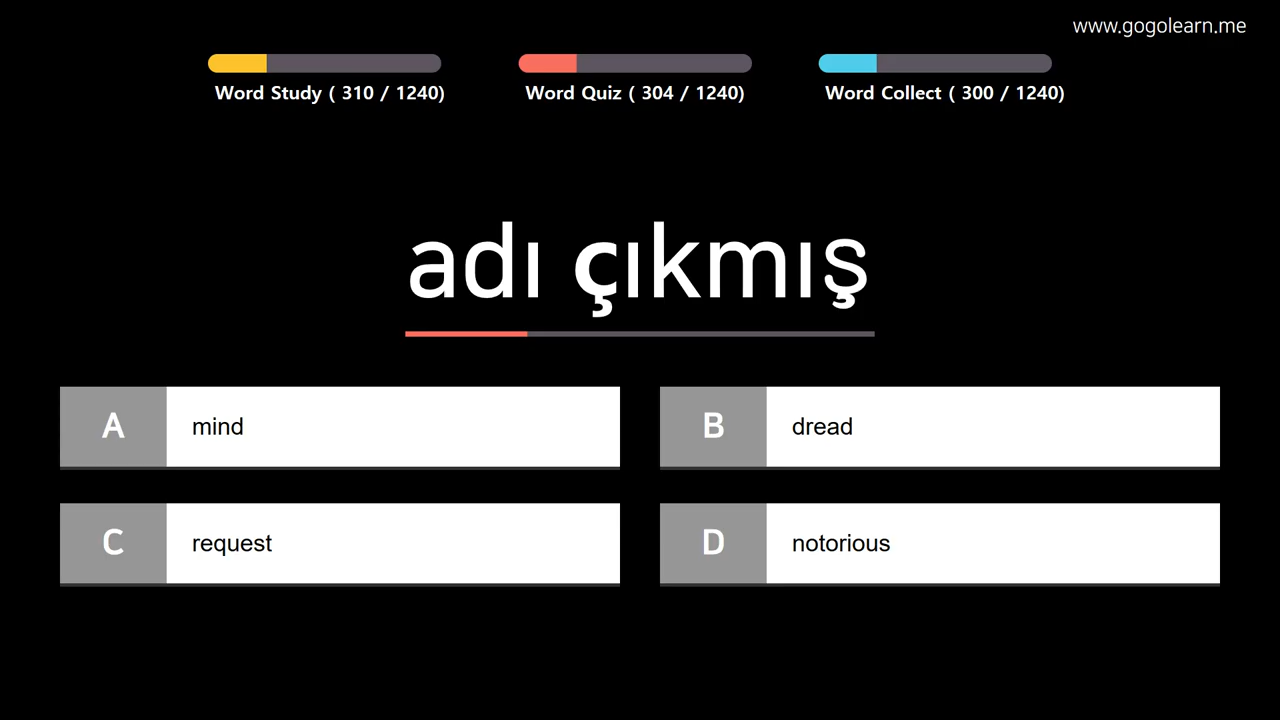 www.gogolearn.me
Word Study ( 310 / 1240)
Word Quiz ( 304 / 1240)
Word Collect ( 300 / 1240)
adı çıkmış
A
mind
B
dread
C
request
D
notorious